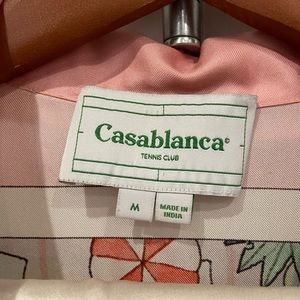 Casablanca®
TENNIS CLUB
M
MADE IN
INDIA